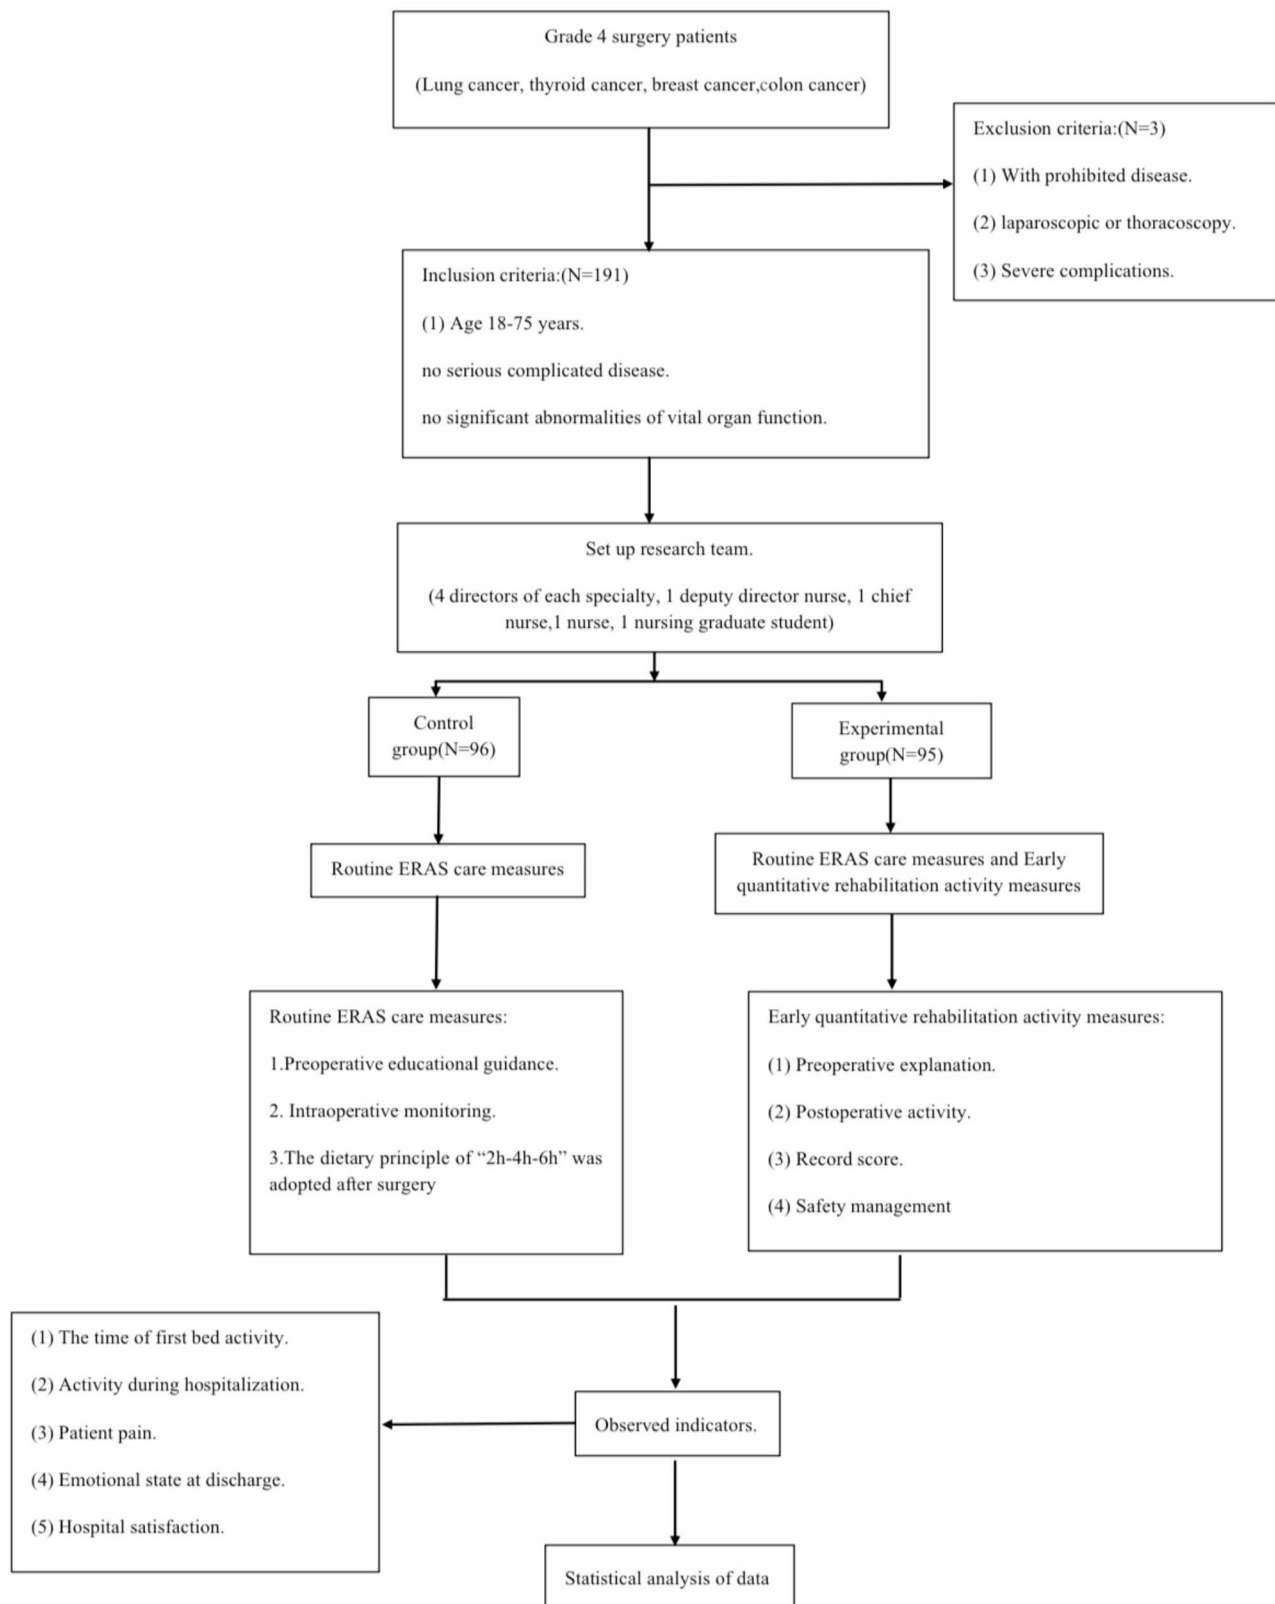 Grade 4 surgery patients
(Lung cancer, thyroid cancer, breast cancer,colon cancer)
Exclusion criteria:(N=3)
(1) With prohibited disease.
(2) laparoscopic or thoracoscopy.
(3) Severe complications.
Inclusion criteria:(N=191)
(1) Age 18-75 years.
no serious complicated disease.
no significant abnormalities of vital organ function.
Set up research team.
(4 directors of each specialty, 1 deputy director nurse, 1 chief
nurse,1 nurse, 1 nursing graduate student)
Control
group(N=96)
Experimental
group(N=95)
Routine ERAS care measures
Routine ERAS care measures and Early
quantitative rehabilitation activity measures
Routine ERAS care measures:
1.Preoperative educational guidance.
2. Intraoperative monitoring.
3.The dietary principle of “2h-4h-6h” was
adopted after surgery
Early quantitative rehabilitation activity measures:
(1) Preoperative explanation.
(2) Postoperative activity.
(3) Record score.
(4) Safety management
(1) The time of first bed activity.
(2) Activity during hospitalization.
(3) Patient pain.
(4) Emotional state at discharge.
(5) Hospital satisfaction.
Observed indicators.
Statistical analysis of data